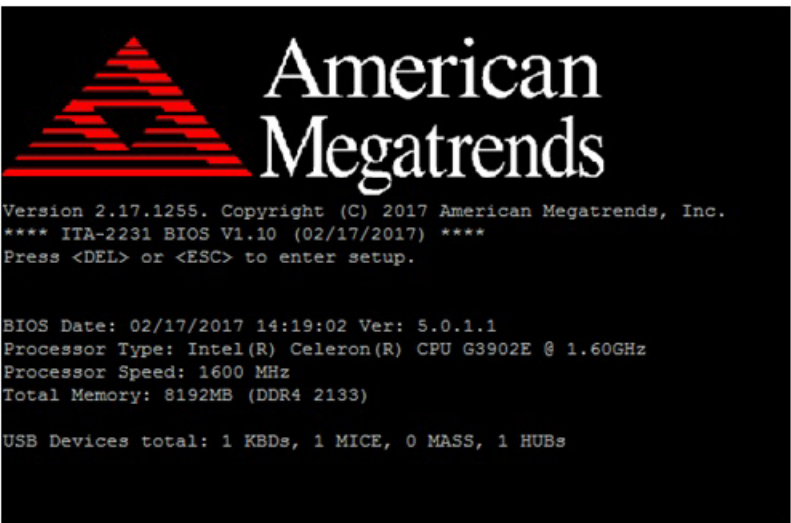 American
Megatrends
Version 2.17.1255. Copyright (C) 2017 American Megatrends, Inc.
**** ITA-2231 BIOS V1.10 (02/17/2017) ****
Press <DEL> or <ESC> to enter setup.
BIOS Date: 02/17/2017 14:19:02 Ver: 5.0.1.1
Processor Type: Intel(R) Celeron(R) CPU G3902E @ 1.60GHz
Processor Speed: 1600 MHz
Total Memory: 8192MB (DDR4 2133)
USB Devices total: 1 KBDs, 1 MICE, 0 MASS, 1 HUBs